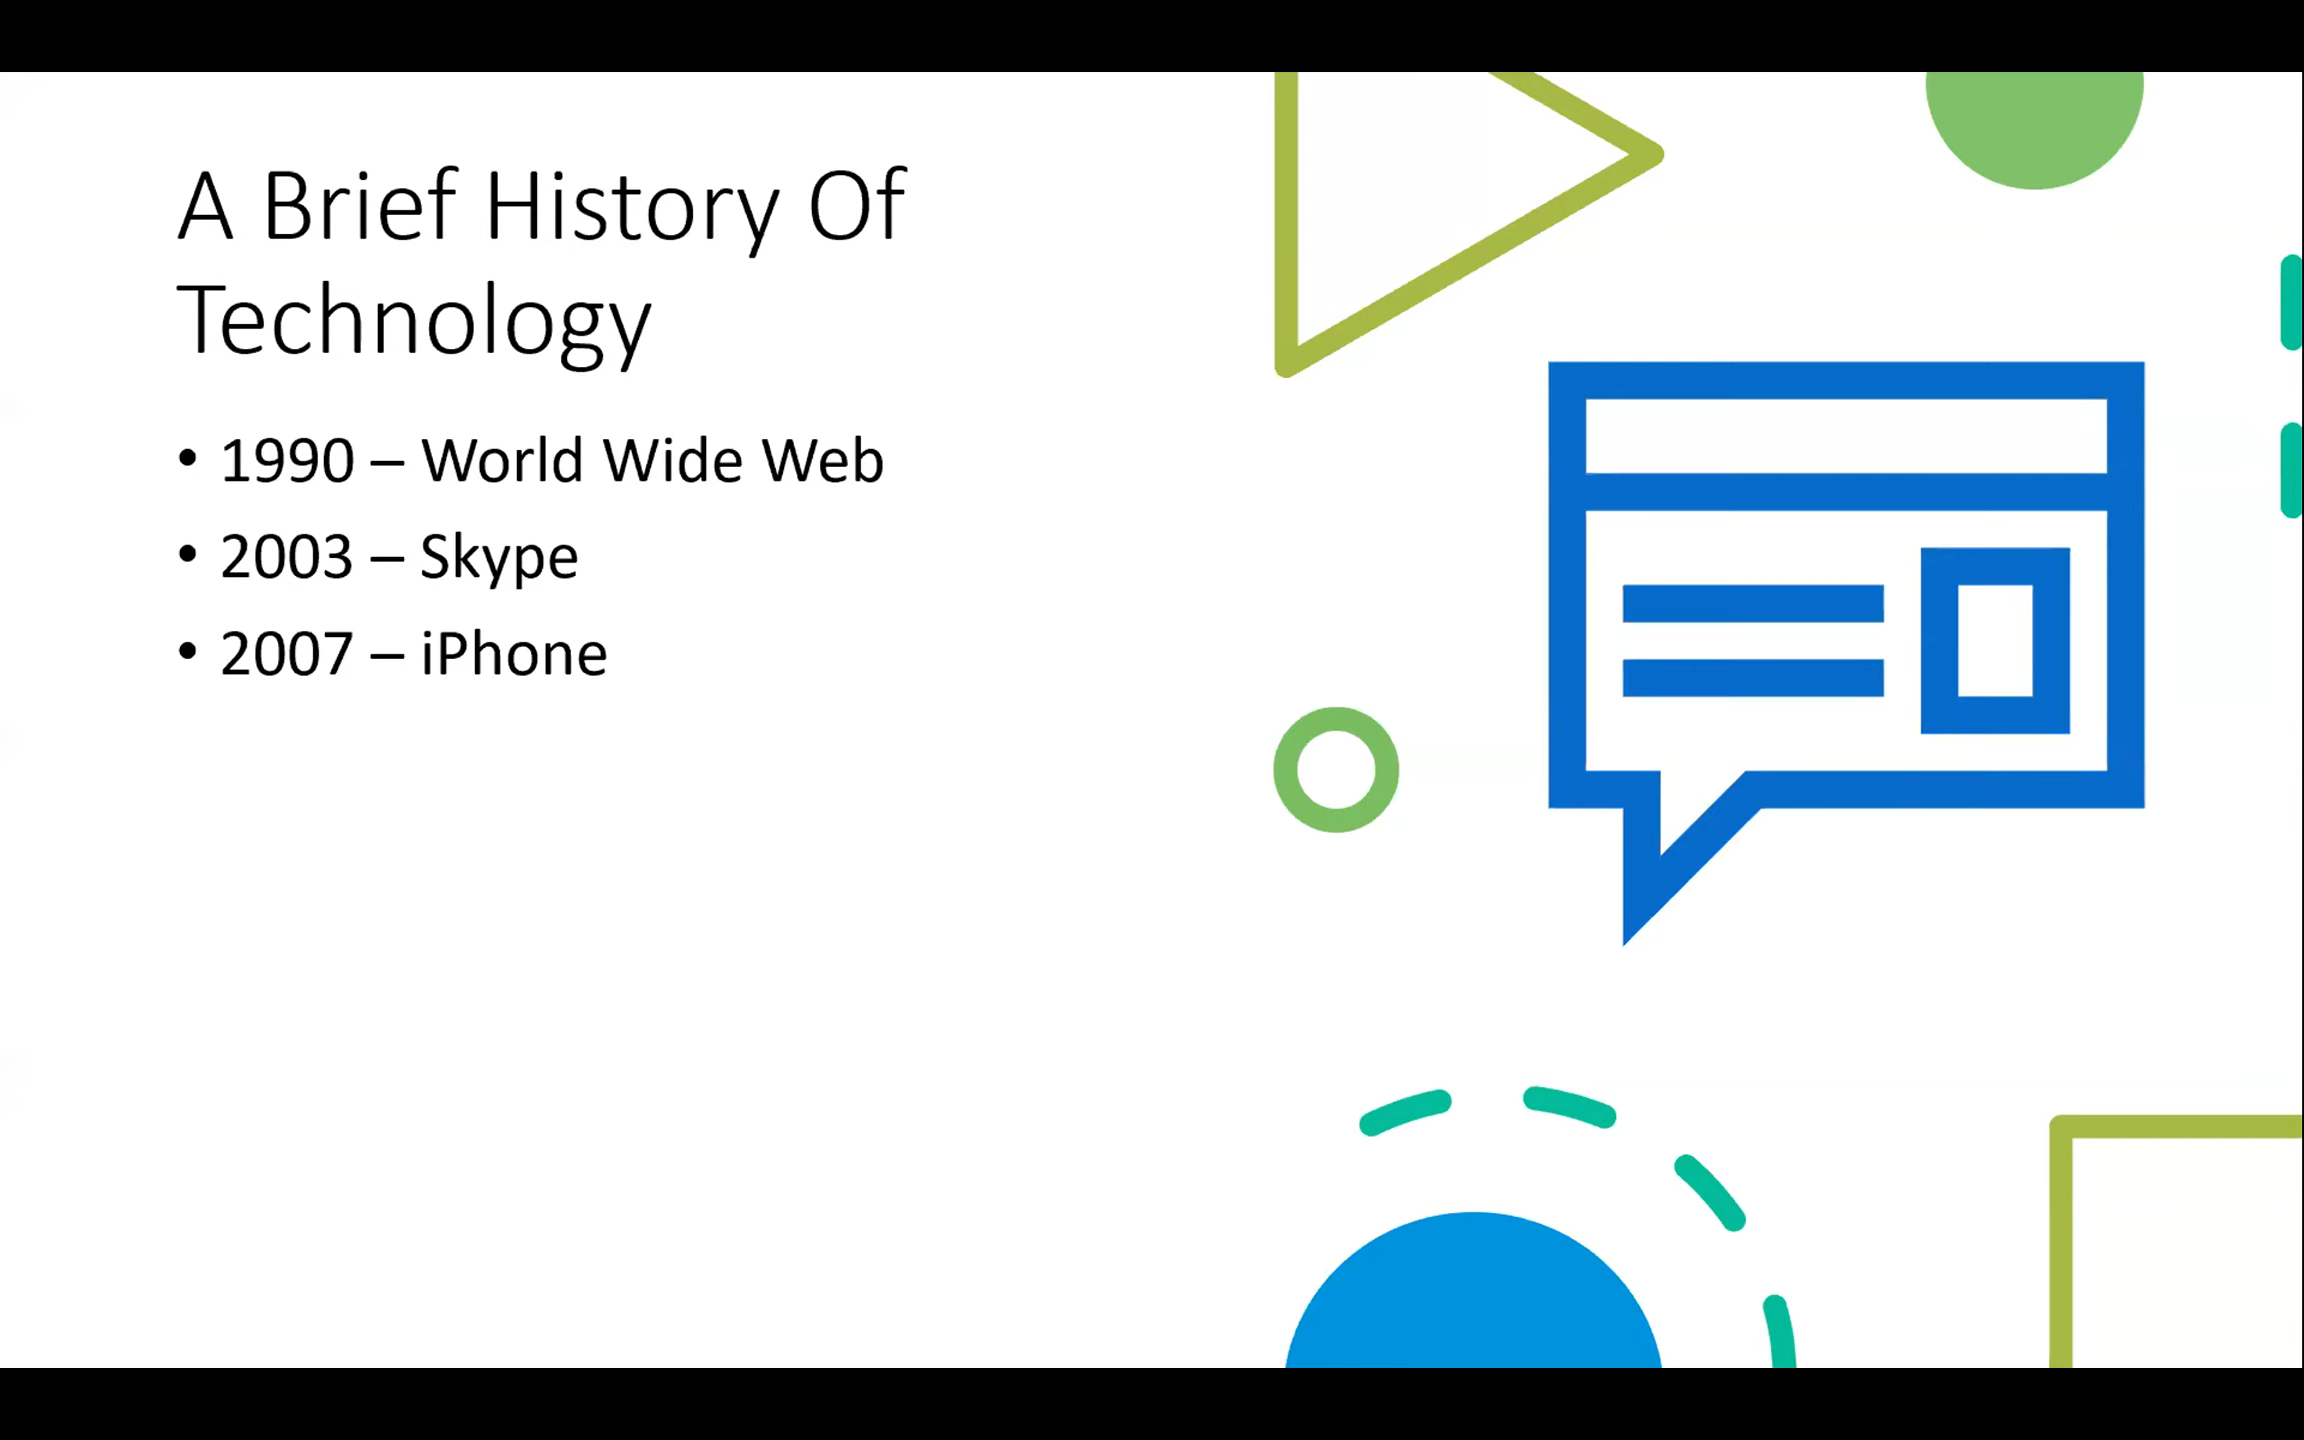 A Brief History Of
Technology
• 1990 – World Wide Web
• 2003 – Skype
• 2007 – iPhone